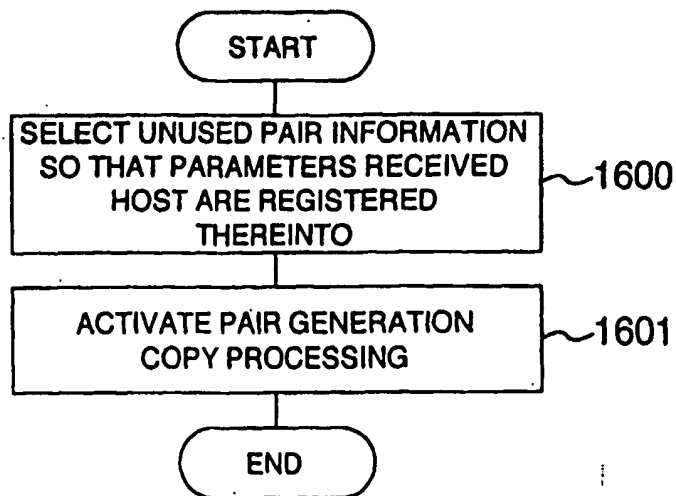 START
SELECT UNUSED PAIR INFORMATION
SO THAT PARAMETERS RECEIVED
HOST ARE REGISTERED
THEREINTO
1600
ACTIVATE PAIR GENERATION
COPY PROCESSING
1601
END